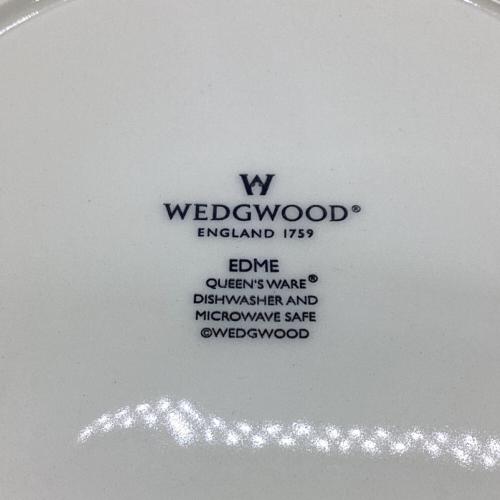 W
WEDGWOOD®
ENGLAND 1759
EDME
QUEEN'S WARE®
DISHWASHER AND
MICROWAVE SAFE
©WEDGWOOD